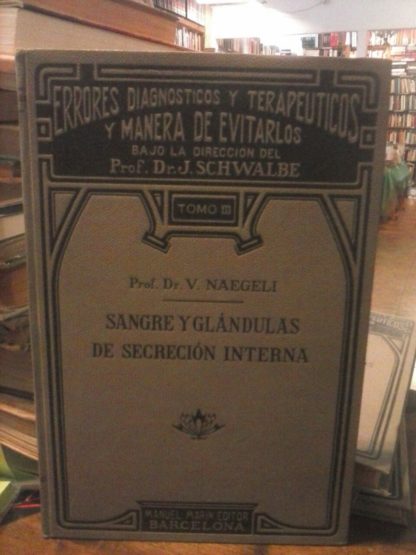 ERRORES DIAGNOSTICOS Y TERAPEUTICOS
Y MANERA DE EVITARLOS
BAJO LA DIRECCION DEL
Prof. Dr. J. SCHWALBE
TOMO III
Prof. Dr V. NAEGELI
SANGRE Y GLÁNDULAS
DE SECRECIÓN INTERNA
MANUEL MARIN EDITOR
BARCELONA